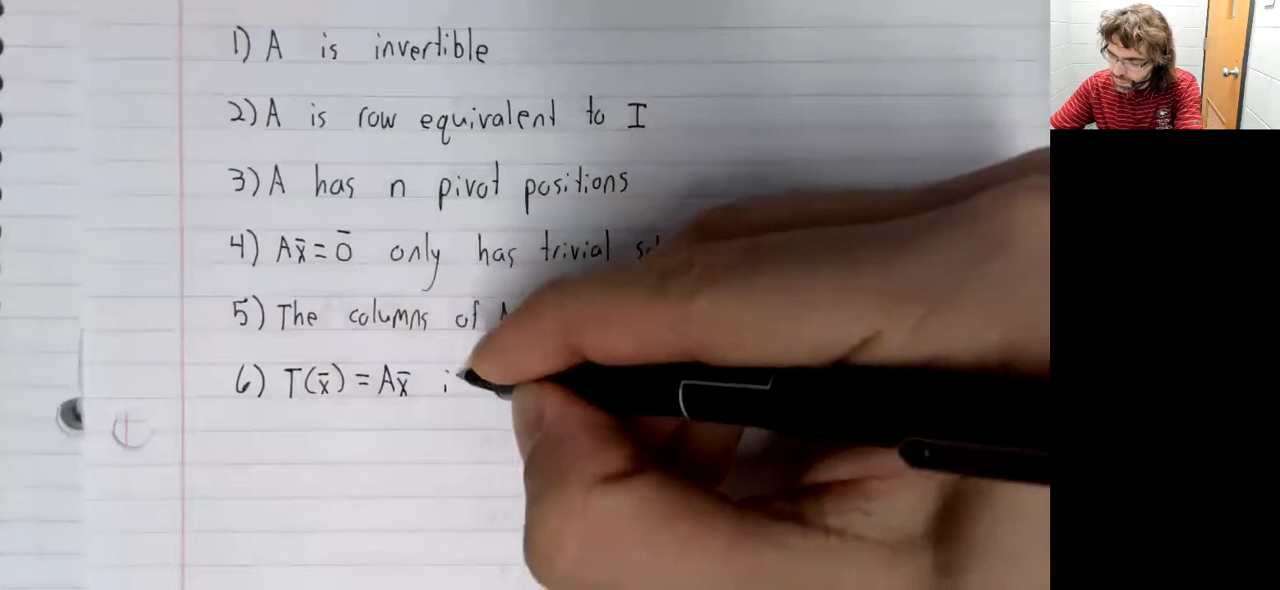 1) A is invertible
2) A is row equivalent to I
3) A has n pivot positions
4) Ax̄ = 0̄ only has trivial
5) The columns of
6) T(x̄) = Ax̄